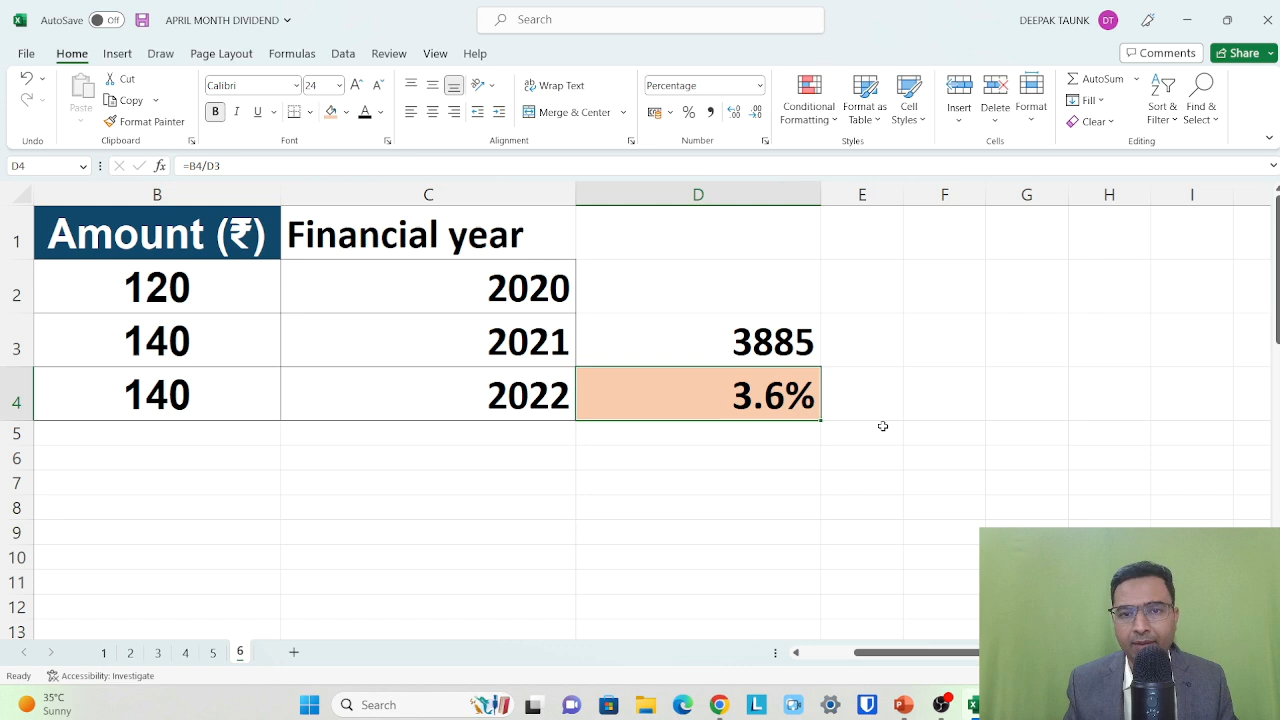 AutoSave Off APRIL MONTH DIVIDEND Search DEEPAK TAUNK DT
File Home Insert Draw Page Layout Formulas Data Review View Help Comments Share
Undo
Paste
Cut
Copy
Format Painter
Clipboard
Calibri 24
B I U
Font
Wrap Text
Merge & Center
Alignment
Percentage
Number
Conditional Formatting
Format as Table
Cell Styles
Styles
Insert
Delete
Format
Cells
AutoSum
Fill
Clear
Sort & Filter
Find & Select
Editing
D4 fx =B4/D3
B C D E F G H I
1 Amount (₹) Financial year
2 120 2020
3 140 2021 3885
4 140 2022 3.6%
5
6
7
8
9
10
11
12
13
1 2 3 4 5 6
Ready Accessibility: Investigate
35°C
Sunny
Search